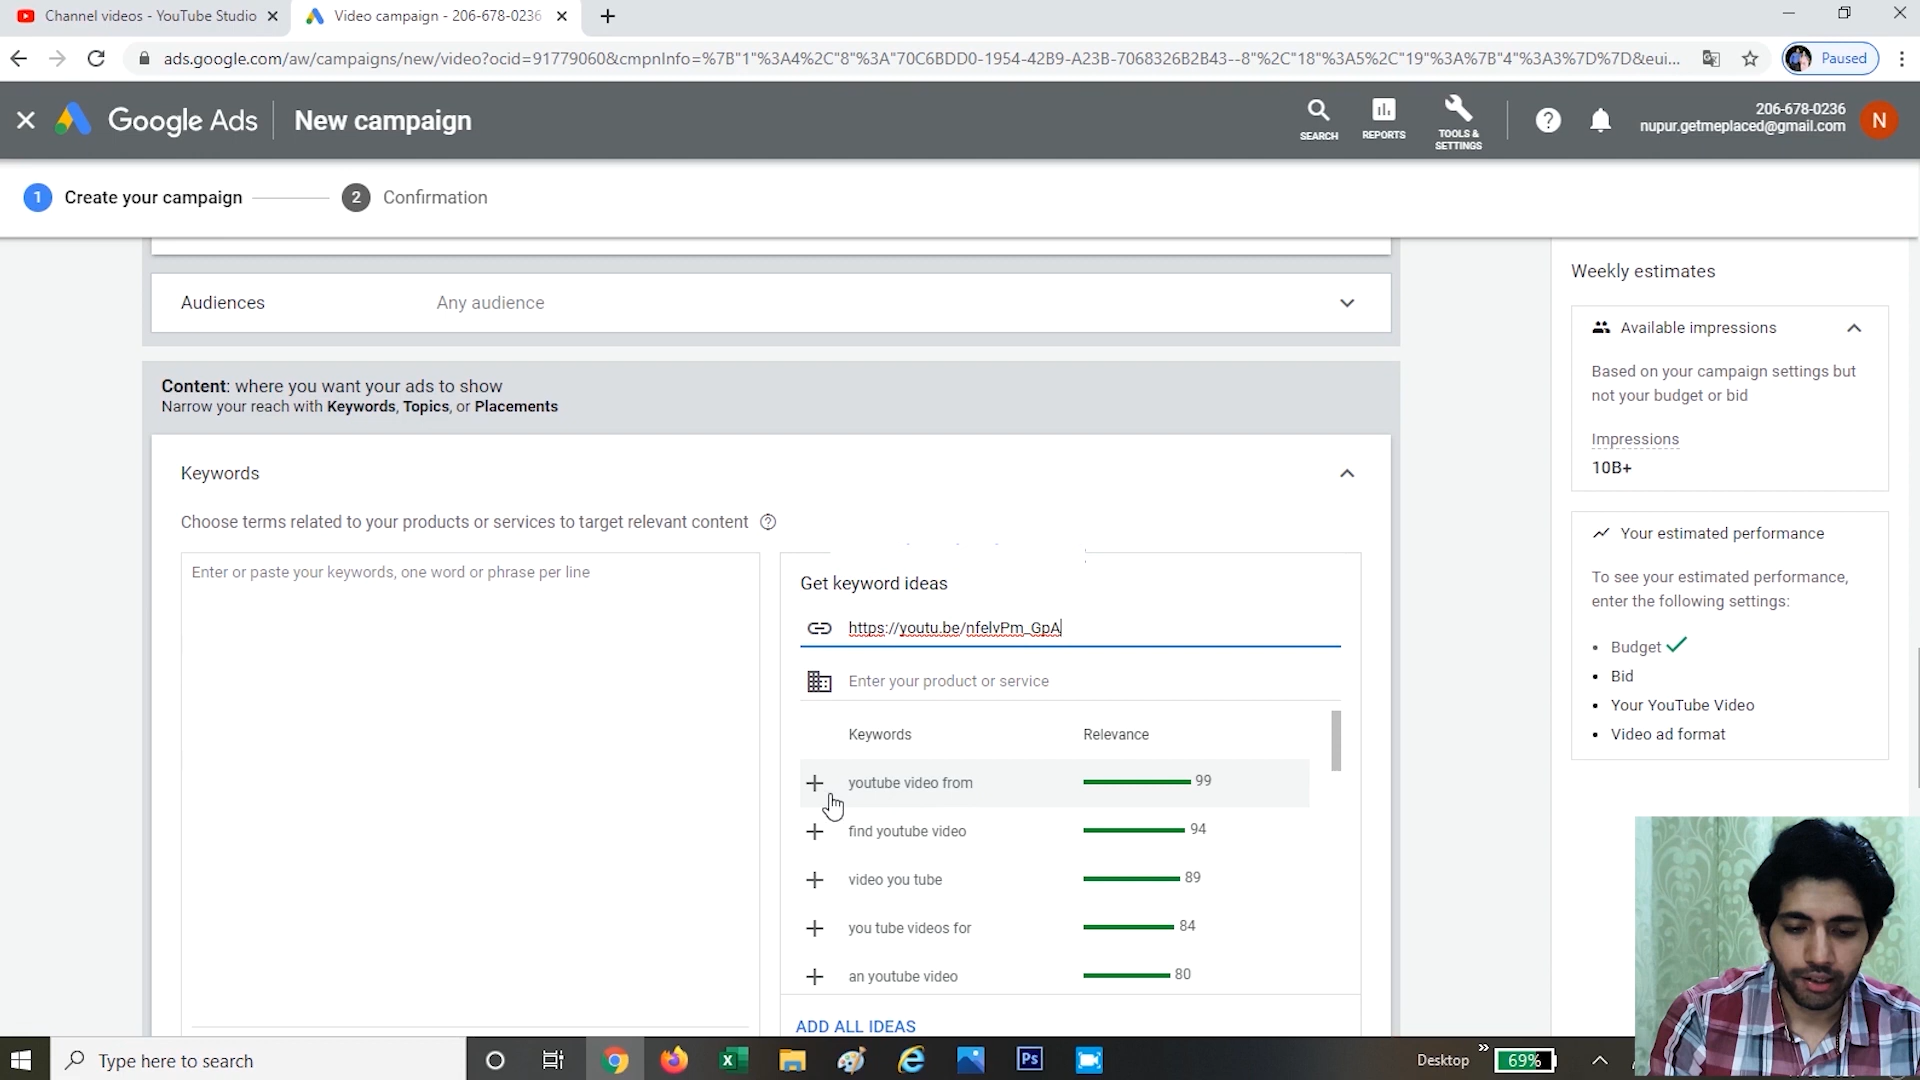 Channel videos - YouTube Studio
Video campaign - 206-678-0236
ads.google.com/aw/campaigns/new/video?ocid=91779060&cmpnInfo=%7B"1"%3A4%2C"8"%3A"70C6BDD0-1954-42B9-A23B-7068326B2B43--8"%2C"18"%3A5%2C"19"%3A%7B"4"%3A3%7D%7D&eui...
Paused
Google Ads
New campaign
SEARCH
REPORTS
TOOLS &
SETTINGS
206-678-0236
nupur.getmeplaced@gmail.com
N
1
Create your campaign
2
Confirmation
Audiences
Any audience
Content: where you want your ads to show
Narrow your reach with Keywords, Topics, or Placements
Keywords
Choose terms related to your products or services to target relevant content
Enter or paste your keywords, one word or phrase per line
Get keyword ideas
https://youtu.be/nfelvPm_GpA
Enter your product or service
Keywords
Relevance
youtube video from
99
find youtube video
94
video you tube
89
you tube videos for
84
an youtube video
80
ADD ALL IDEAS
Weekly estimates
Available impressions
Based on your campaign settings but
not your budget or bid
Impressions
10B+
Your estimated performance
To see your estimated performance,
enter the following settings:
Budget
Bid
Your YouTube Video
Video ad format
Type here to search
Ps
Desktop
69%